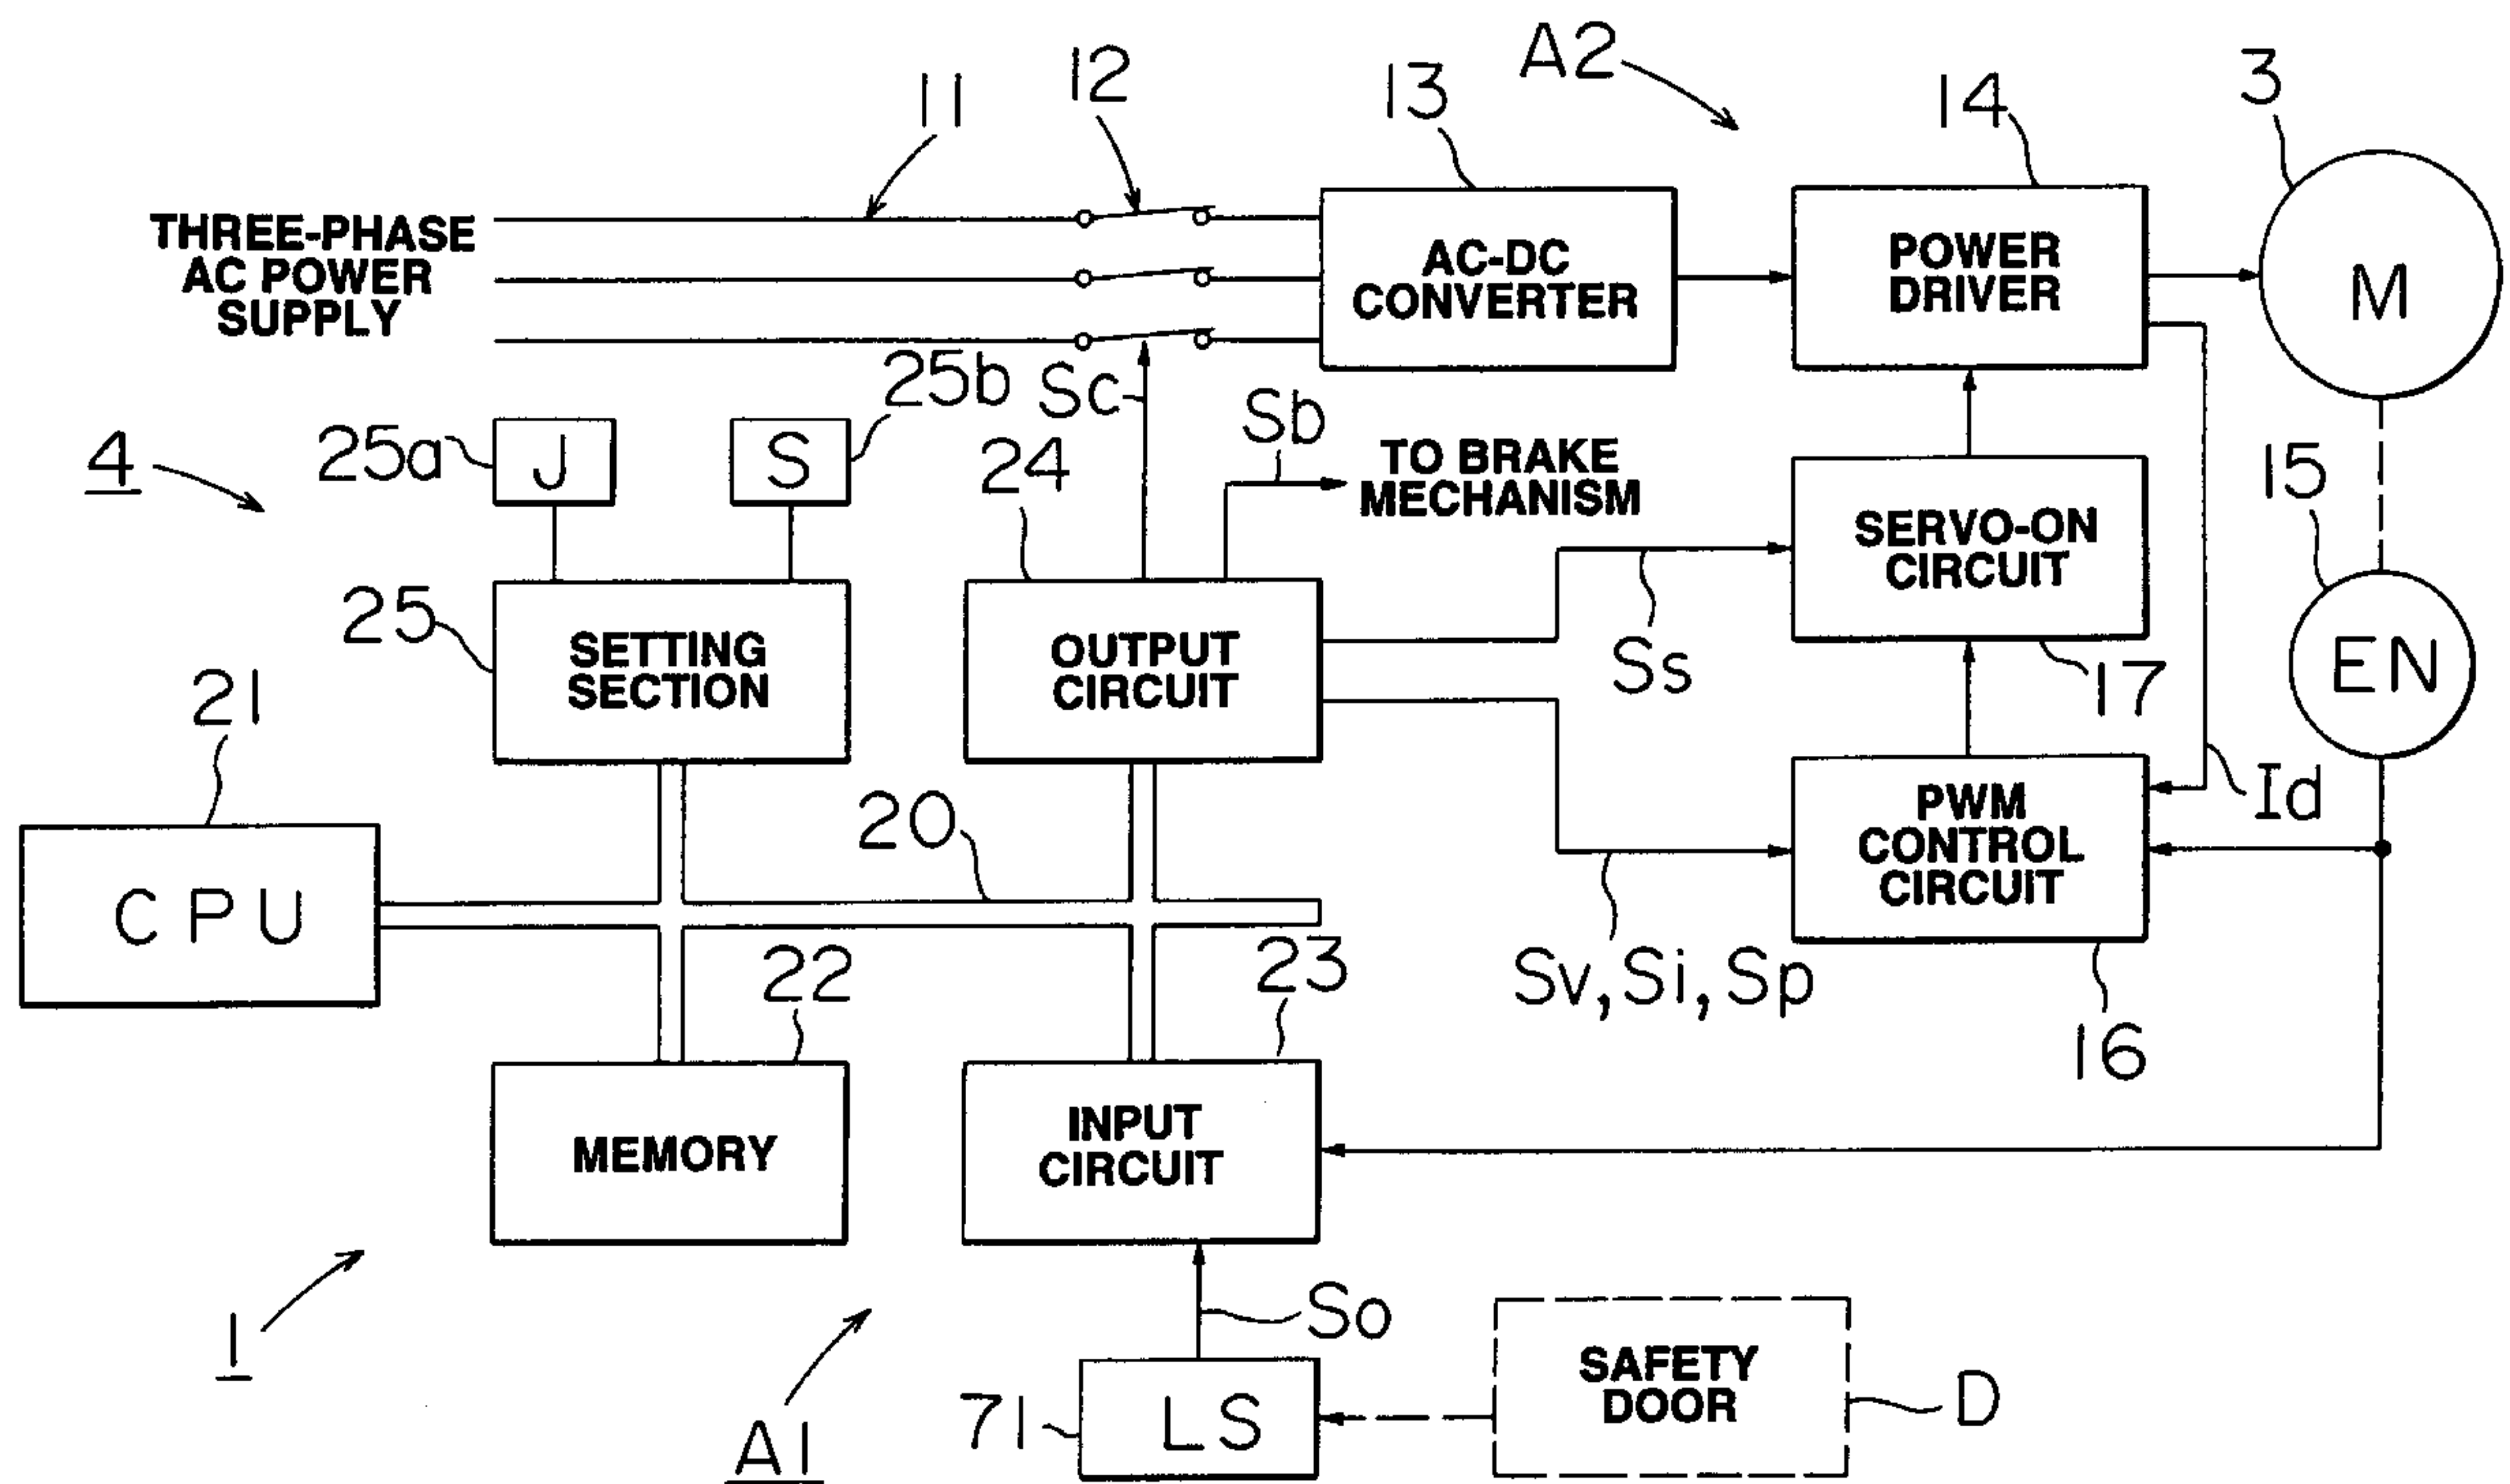 A2
11
12
13
14
3
THREE-PHASE
AC POWER
SUPPLY
AC-DC
CONVERTER
POWER
DRIVER
M
4
25a
J
S
25b
Sc
Sb
24
TO BRAKE
MECHANISM
15
SERVO-ON
CIRCUIT
25
SETTING
SECTION
OUTPUT
CIRCUIT
Ss
17
EN
21
20
PWM
CONTROL
CIRCUIT
Id
CPU
22
23
Sv, Si, Sp
16
MEMORY
INPUT
CIRCUIT
1
So
A1
71
LS
SAFETY
DOOR
D